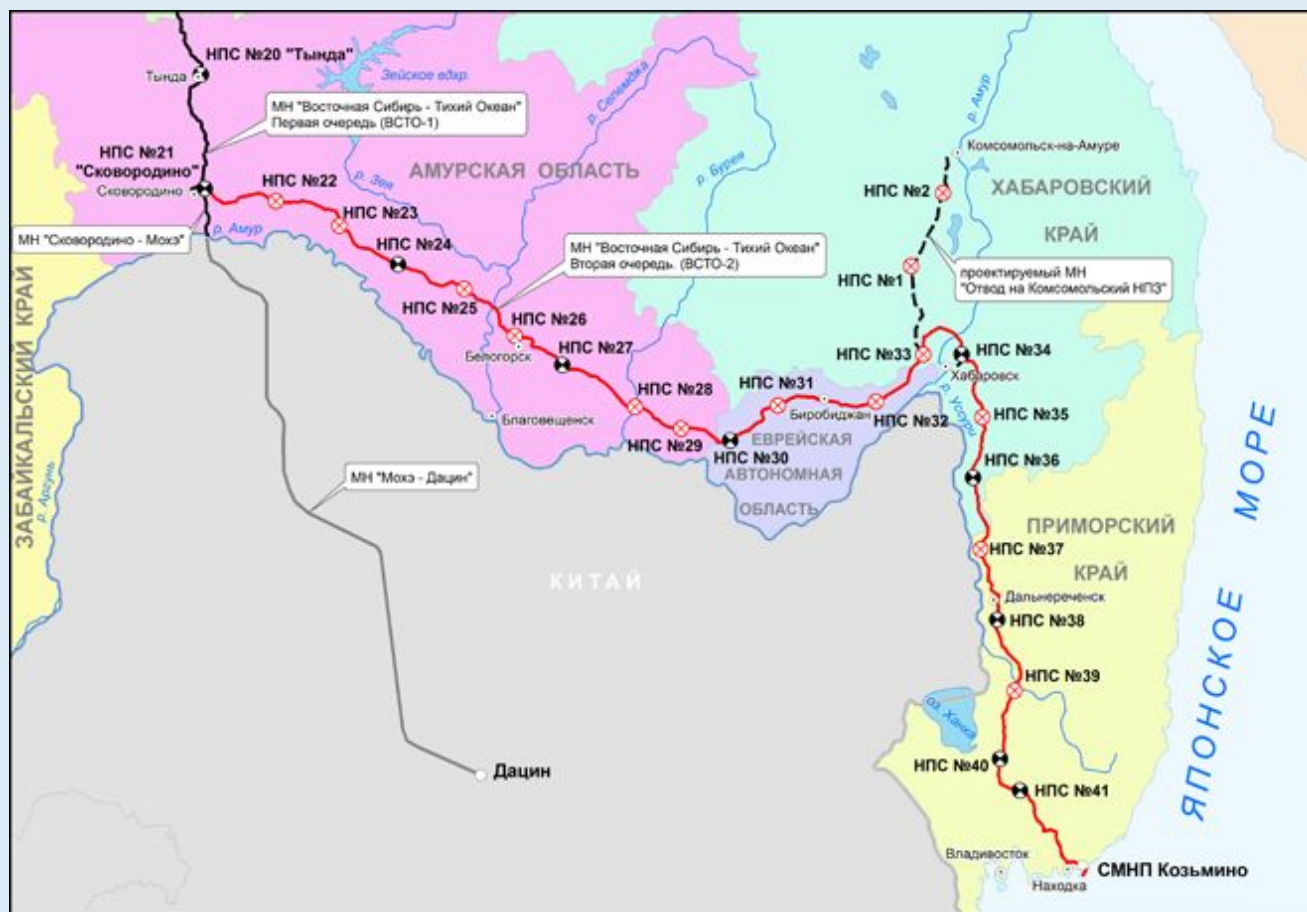 НПС №20 "Тында"
Тында
Зейское вдхр.
р. Селемджа
р. Амур
МН "Восточная Сибирь - Тихий Океан"
Первая очередь (ВСТО-1)
Комсомольск-на-Амуре
НПС №21
"Сковородино"
Сковородино
АМУРСКАЯ ОБЛАСТЬ
р. Зея
р. Бурея
НПС №22
НПС №2
ХАБАРОВСКИЙ
КРАЙ
НПС №23
МН "Сковородино - Мохэ"
р. Амур
НПС №24
МН "Восточная Сибирь - Тихий Океан"
Вторая очередь. (ВСТО-2)
НПС №1
проектируемый МН
"Отвод на Комсомольский НПЗ"
ЗАБАЙКАЛЬСКИЙ КРАЙ
р. Аргунь
НПС №25
НПС №26
Белогорск
НПС №27
НПС №33
НПС №34
Хабаровск
р. Уссури
НПС №28
НПС №31
Биробиджан
НПС №32
НПС №35
Благовещенск
НПС №29
НПС №30
ЕВРЕЙСКАЯ
АВТОНОМНАЯ
ОБЛАСТЬ
НПС №36
МН "Мохэ - Дацин"
ПРИМОРСКИЙ
КРАЙ
НПС №37
КИТАЙ
Дальнереченск
НПС №38
ЯПОНСКОЕ МОРЕ
НПС №39
оз. Ханка
НПС №40
НПС №41
Дацин
Владивосток
Находка
СМНП Козьмино